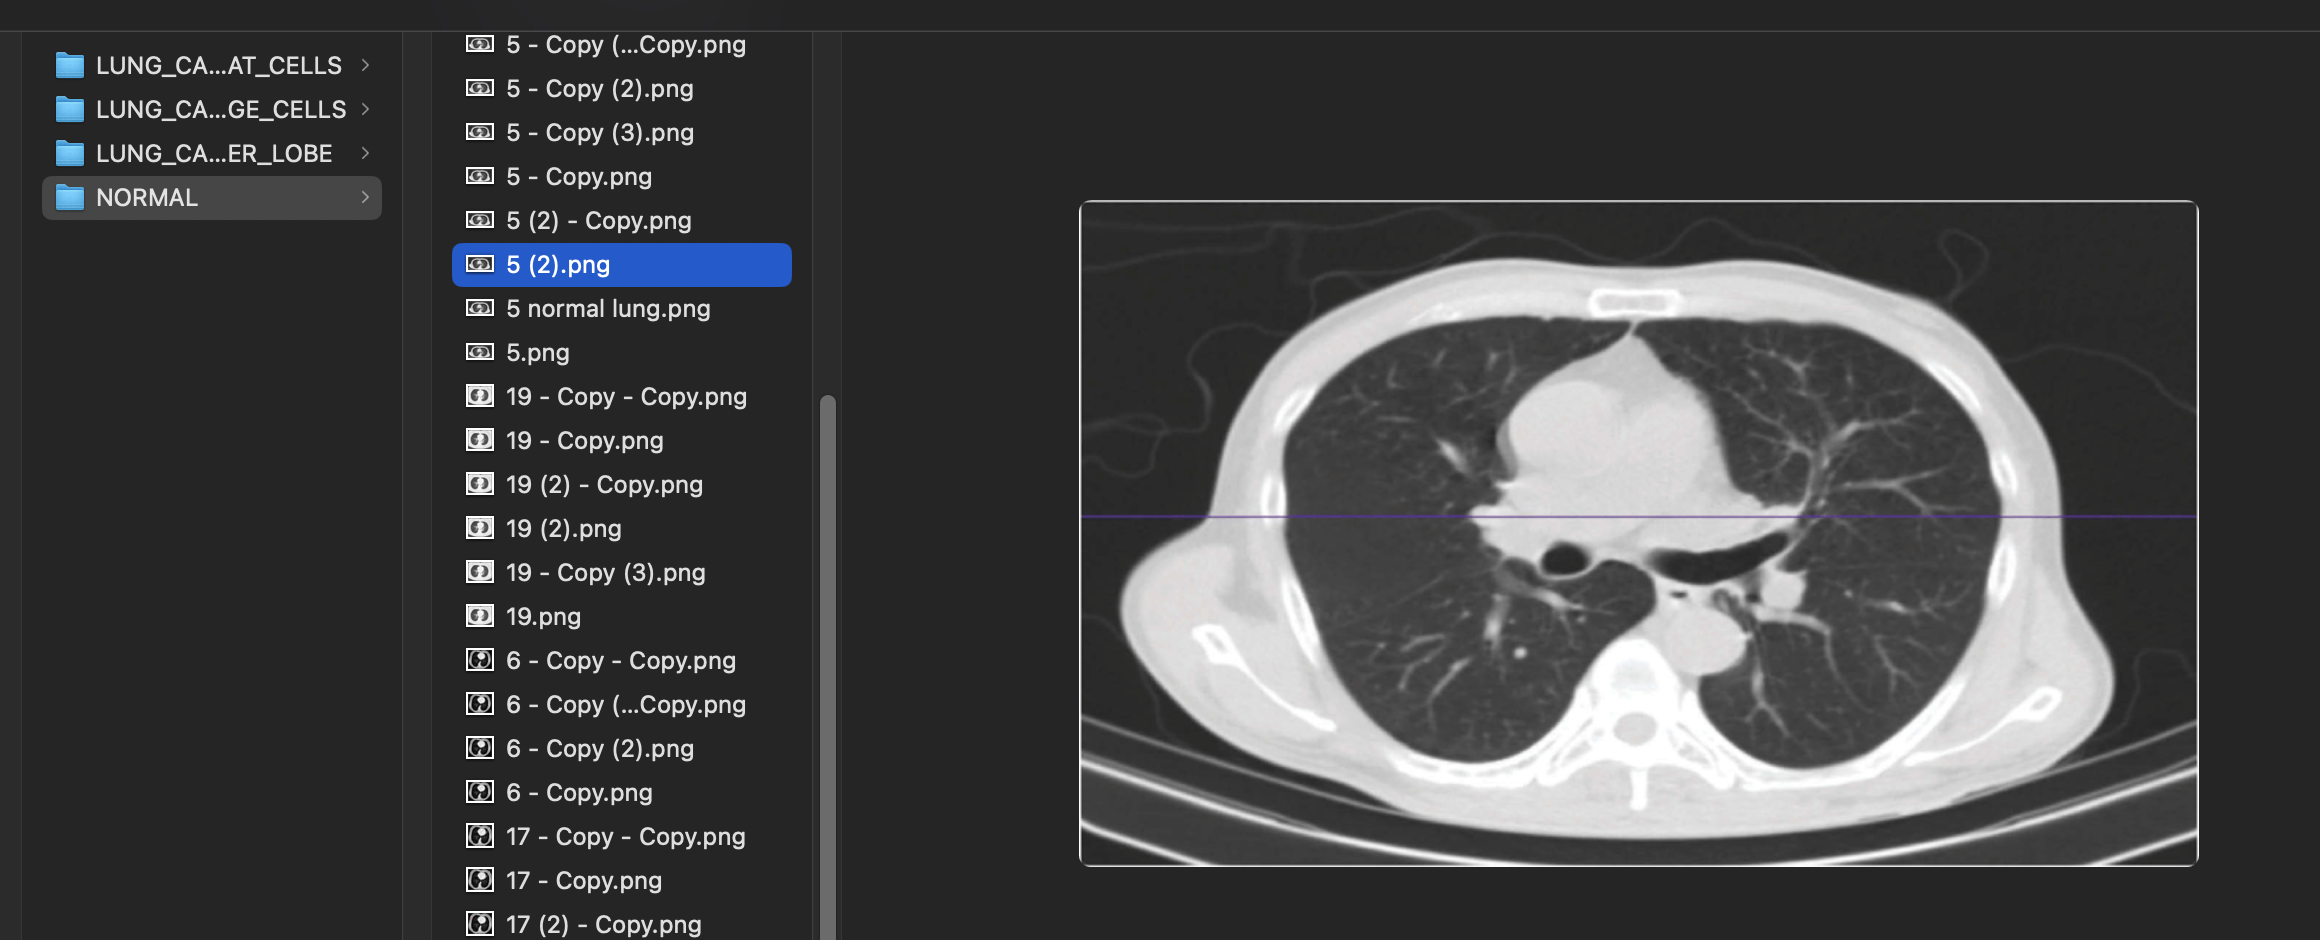 LUNG_CA...AT_CELLS
LUNG_CA...GE_CELLS
LUNG_CA...ER_LOBE
NORMAL
5 - Copy (...Copy.png
5 - Copy (2).png
5 - Copy (3).png
5 - Copy.png
5 (2) - Copy.png
5 (2).png
5 normal lung.png
5.png
19 - Copy - Copy.png
19 - Copy.png
19 (2) - Copy.png
19 (2).png
19 - Copy (3).png
19.png
6 - Copy - Copy.png
6 - Copy (...Copy.png
6 - Copy (2).png
6 - Copy.png
17 - Copy - Copy.png
17 - Copy.png
17 (2) - Copy.png